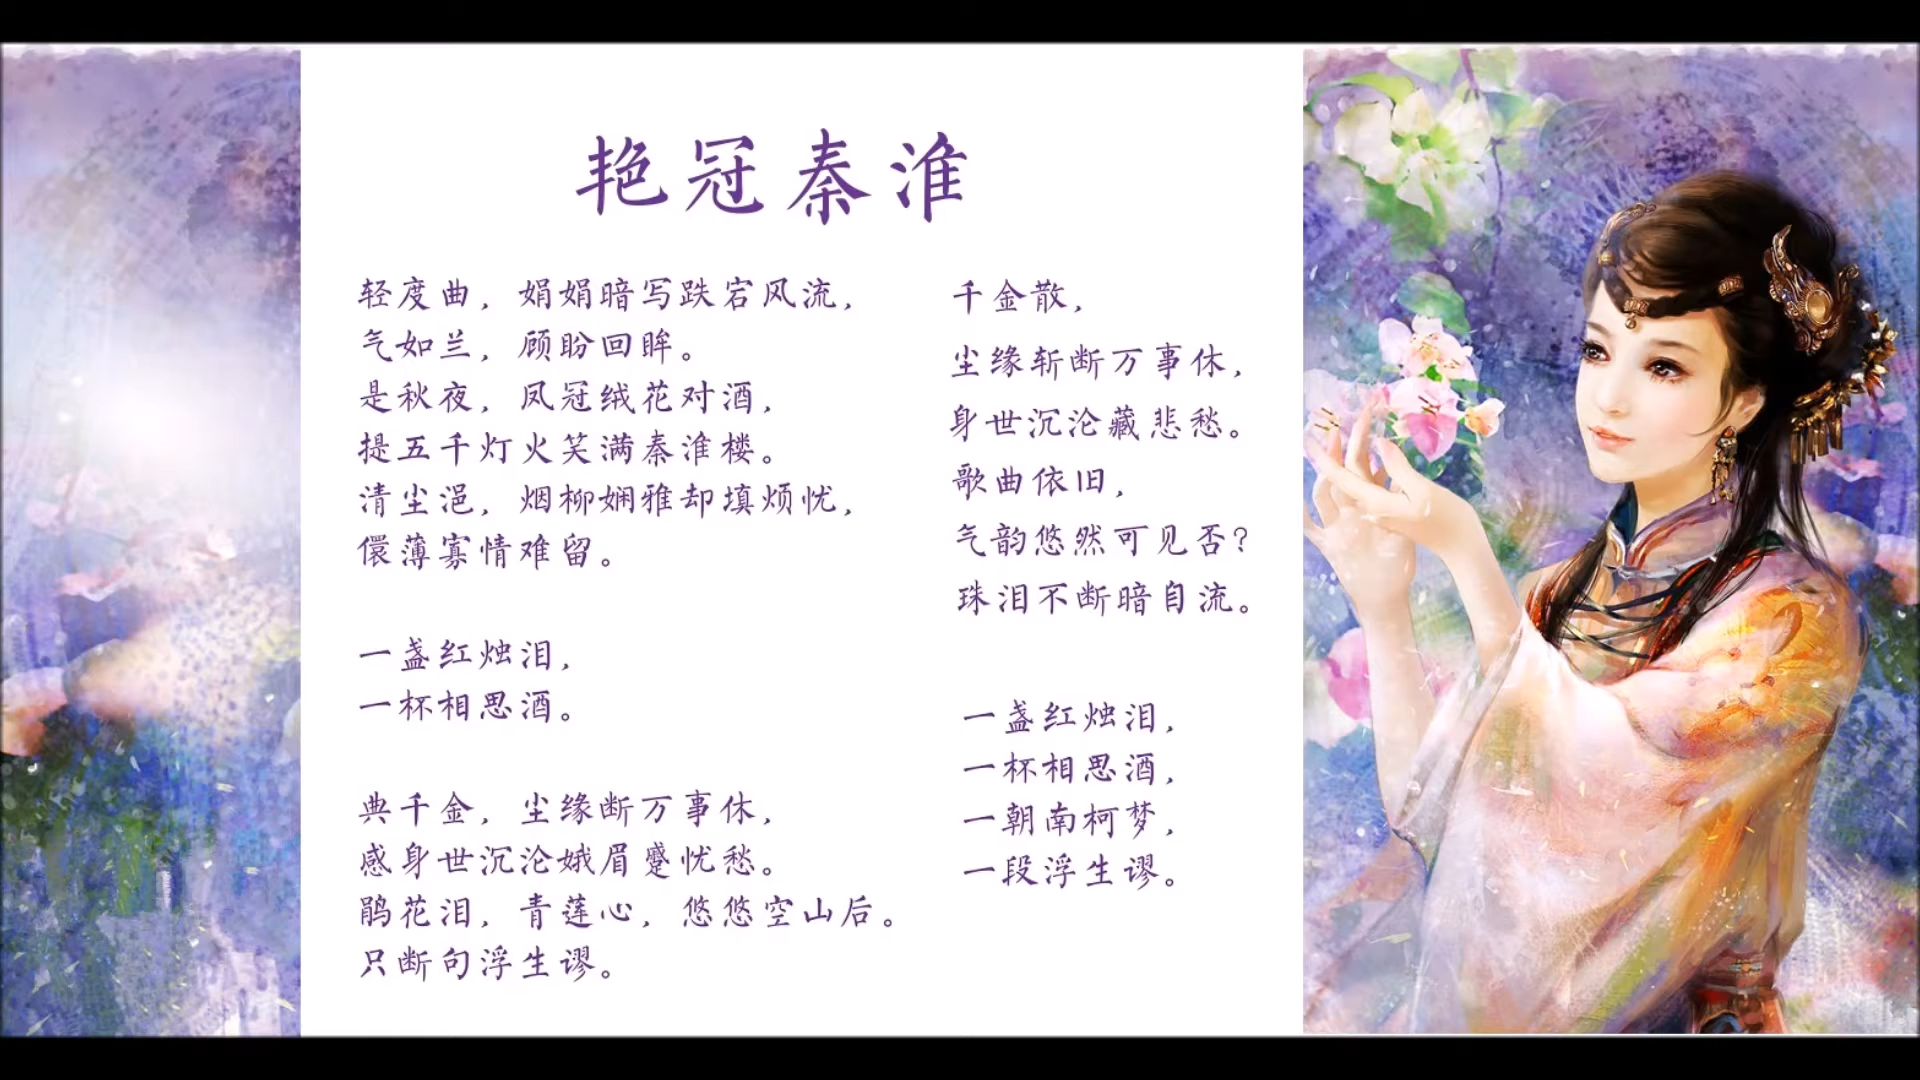 艳冠秦淮
轻度曲，娟娟暗写跌宕风流，
气如兰，顾盼回眸。
是秋夜，凤冠绒花对酒，
提五千灯火笑满秦淮楼。
清尘浥，烟柳娴雅却填烦忧，
儇薄寡情难留。
一盏红烛泪，
一杯相思酒。
典千金，尘缘断万事休，
感身世沉沦娥眉蹙忧愁。
鹃花泪，青莲心，悠悠空山后。
只断句浮生谬。
千金散，
尘缘斩断万事休，
身世沉沦藏悲愁。
歌曲依旧，
气韵悠然可见否？
珠泪不断暗自流。
一盏红烛泪，
一杯相思酒，
一朝南柯梦，
一段浮生谬。